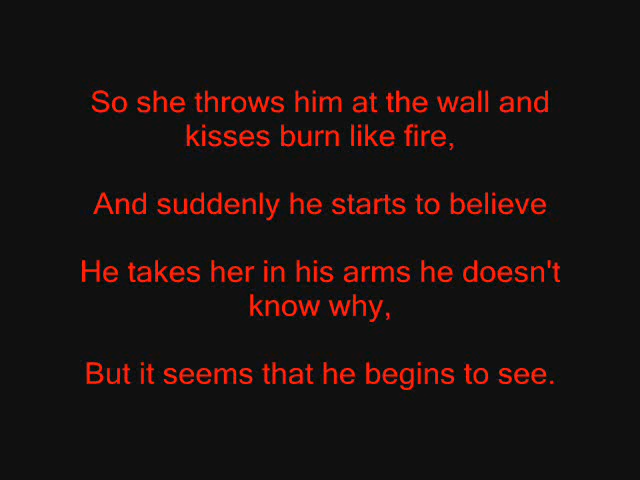 So she throws him at the wall and
kisses burn like fire,
And suddenly he starts to believe
He takes her in his arms he doesn't
know why,
But it seems that he begins to see.